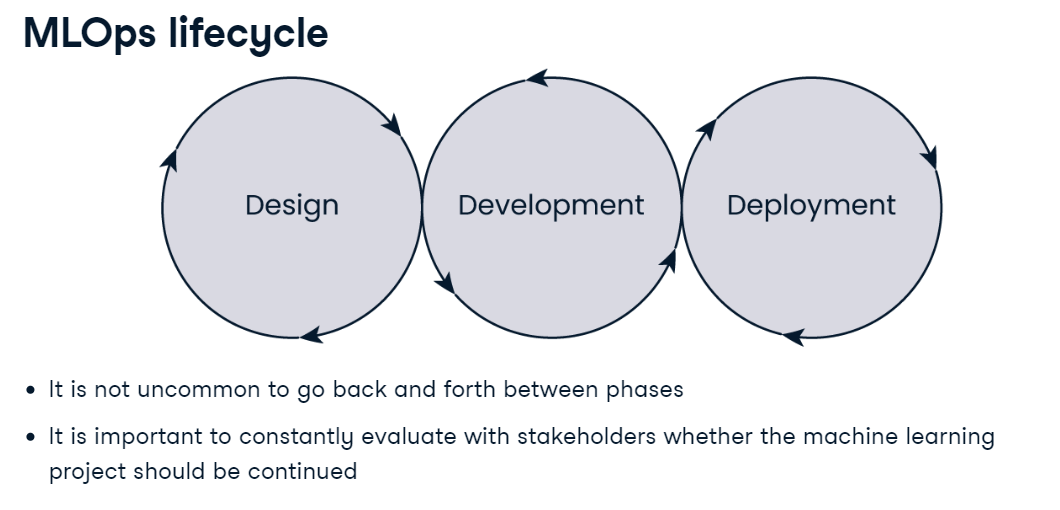 MLOps lifecycle
Design
Development
Deployment
• It is not uncommon to go back and forth between phases
• It is important to constantly evaluate with stakeholders whether the machine learning
project should be continued